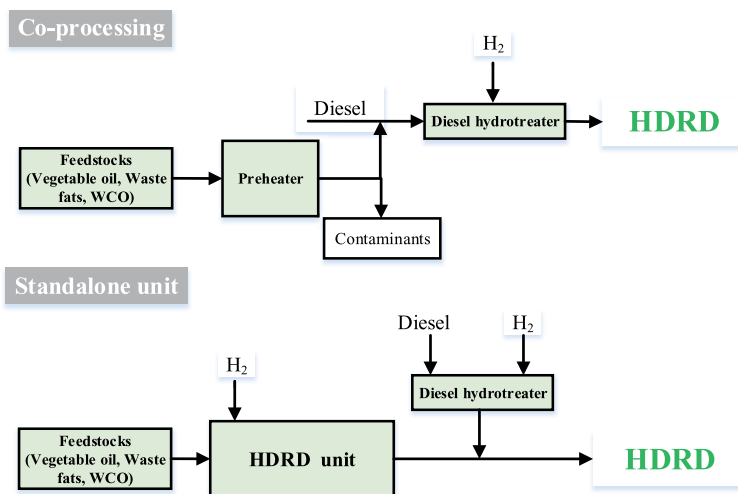 Co-processing
H₂
Diesel
Diesel hydrotreater
HDRD
Feedstocks
(Vegetable oil, Waste
fats, WCO)
Preheater
Contaminants
Standalone unit
Diesel
H₂
H₂
Diesel hydrotreater
Feedstocks
(Vegetable oil, Waste
fats, WCO)
HDRD unit
HDRD